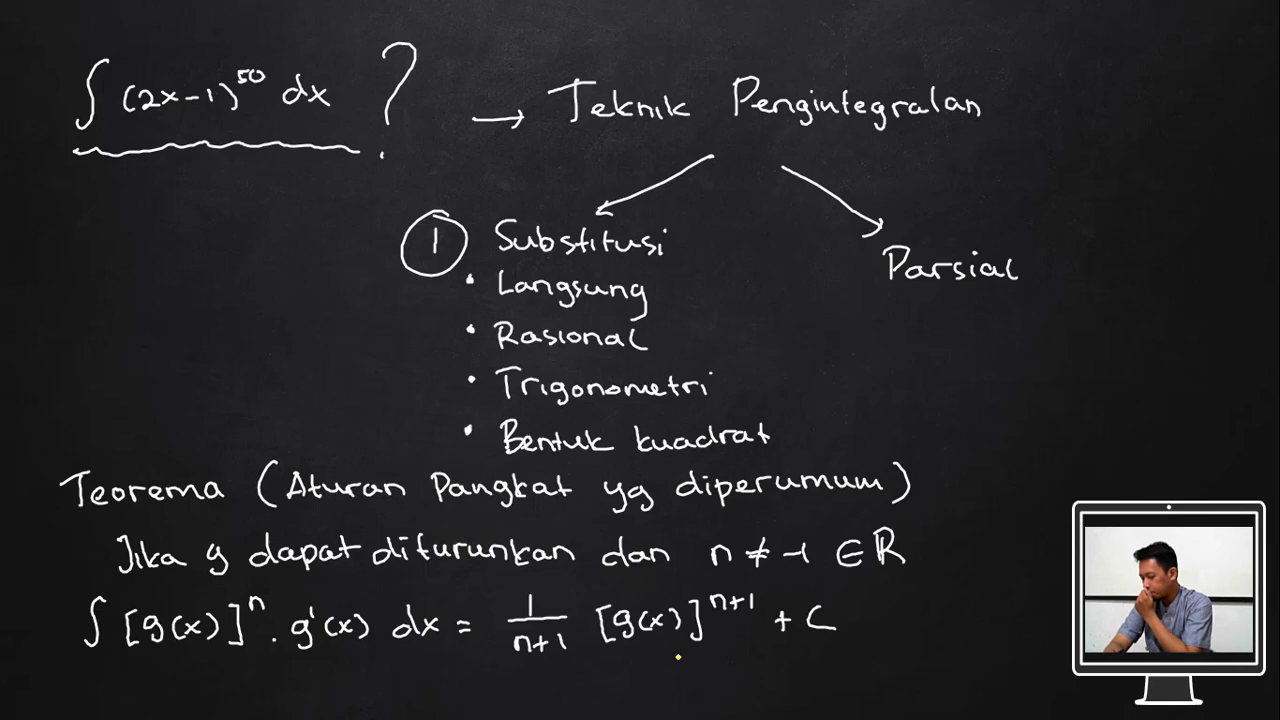 ∫ (2x-1)^50 dx ? → Teknik Pengintegralan
① Substitusi
Parsial
• Langsung
• Rasional
• Trigonometri
• Bentuk kuadrat
Teorema (Aturan Pangkat yg diperumum)
Jika g dapat diturunkan dan n ≠ -1 ∈ ℝ
∫ [g(x)]^n . g'(x) dx = 1/(n+1) [g(x)]^(n+1) + C